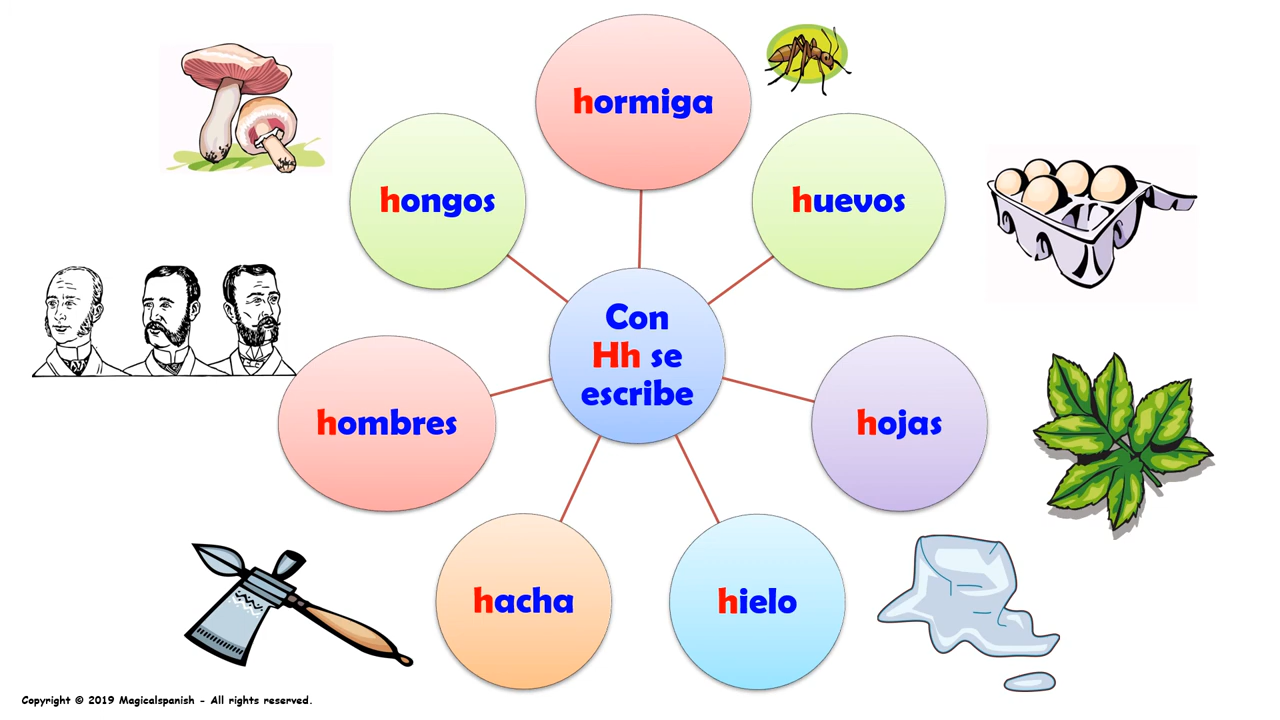 hormiga
hongos
huevos
Con
Hh se
escribe
hombres
hojas
hacha
hielo
Copyright © 2019 Magicalspanish - All rights reserved.